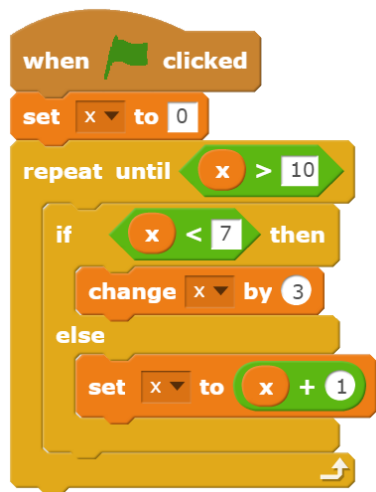 when clicked
set x to 0
repeat until x > 10
if x < 7 then
change x by 3
else
set x to x + 1